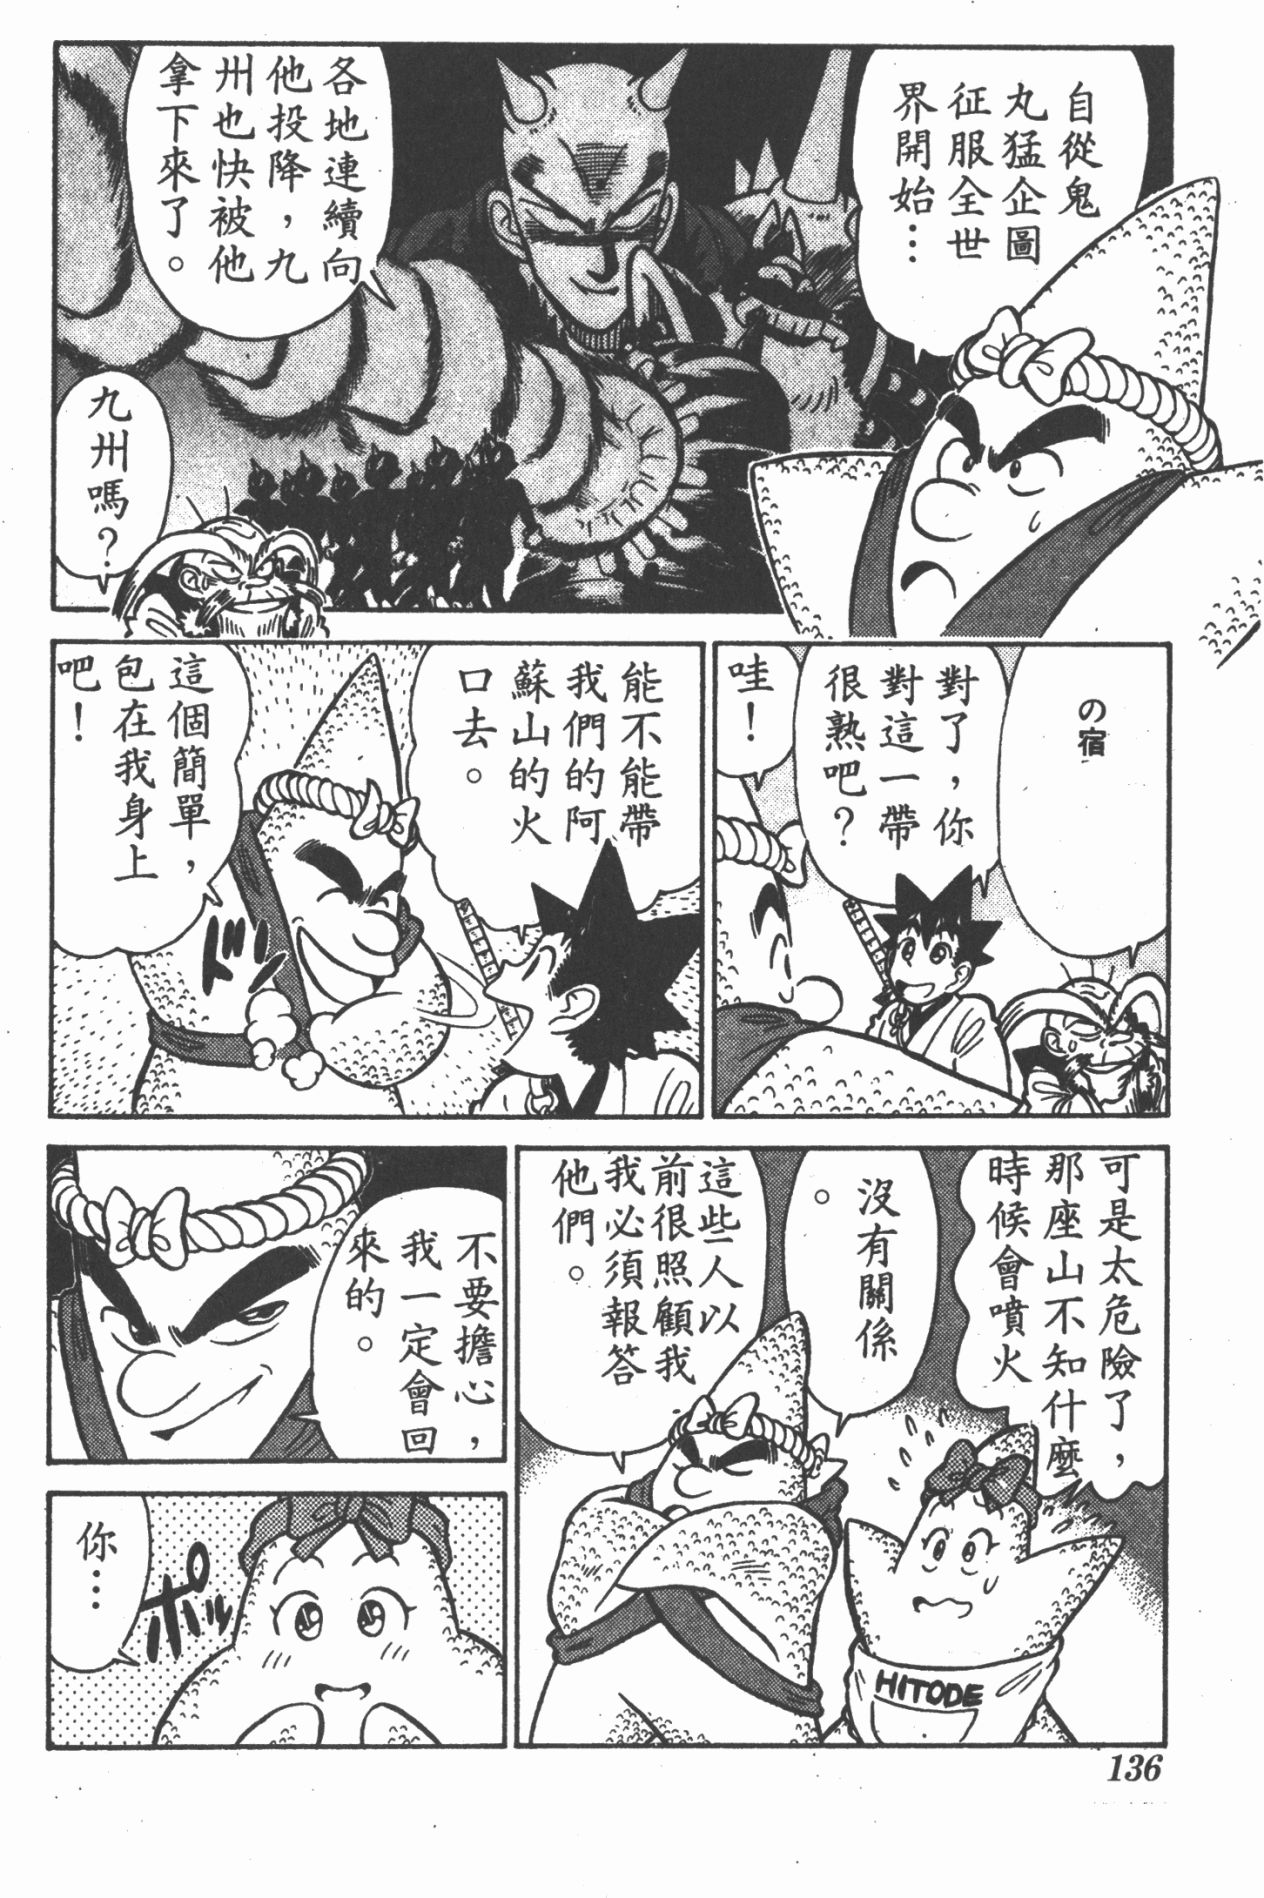 自從鬼
丸猛企圖
征服全世
界開始…
各地連續向
他投降，九
州也快被他
拿下來了。
九州嗎？
の宿
對了，你
對這一帶
很熟吧？
哇！
能不能帶
我們的阿
蘇山的火
口去。
這個簡單，
包在我身上
吧！
ドン
可是太危險了，
那座山不知什麼
時候會噴火
沒有關係
。
這些人以
前很照顧我
我必須報答
他們。
HITODE
不要擔心，
我一定會回
來的。
你…
ポッ
136